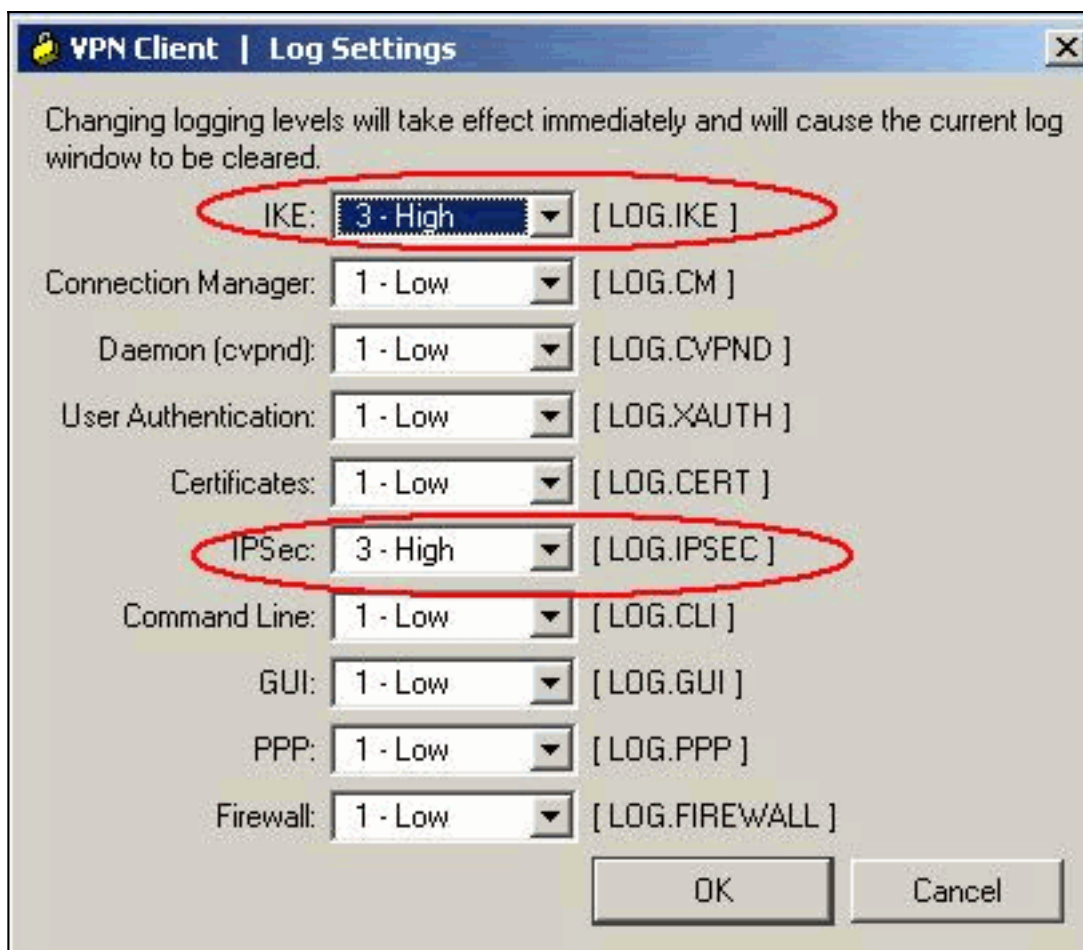 VPN Client | Log Settings
Changing logging levels will take effect immediately and will cause the current log
window to be cleared.
IKE: 3 - High [ LOG.IKE ]
Connection Manager: 1 - Low [ LOG.CM ]
Daemon (cvpnd): 1 - Low [ LOG.CVPND ]
User Authentication: 1 - Low [ LOG.XAUTH ]
Certificates: 1 - Low [ LOG.CERT ]
IPSec: 3 - High [ LOG.IPSEC ]
Command Line: 1 - Low [ LOG.CLI ]
GUI: 1 - Low [ LOG.GUI ]
PPP: 1 - Low [ LOG.PPP ]
Firewall: 1 - Low [ LOG.FIREWALL ]
OK Cancel